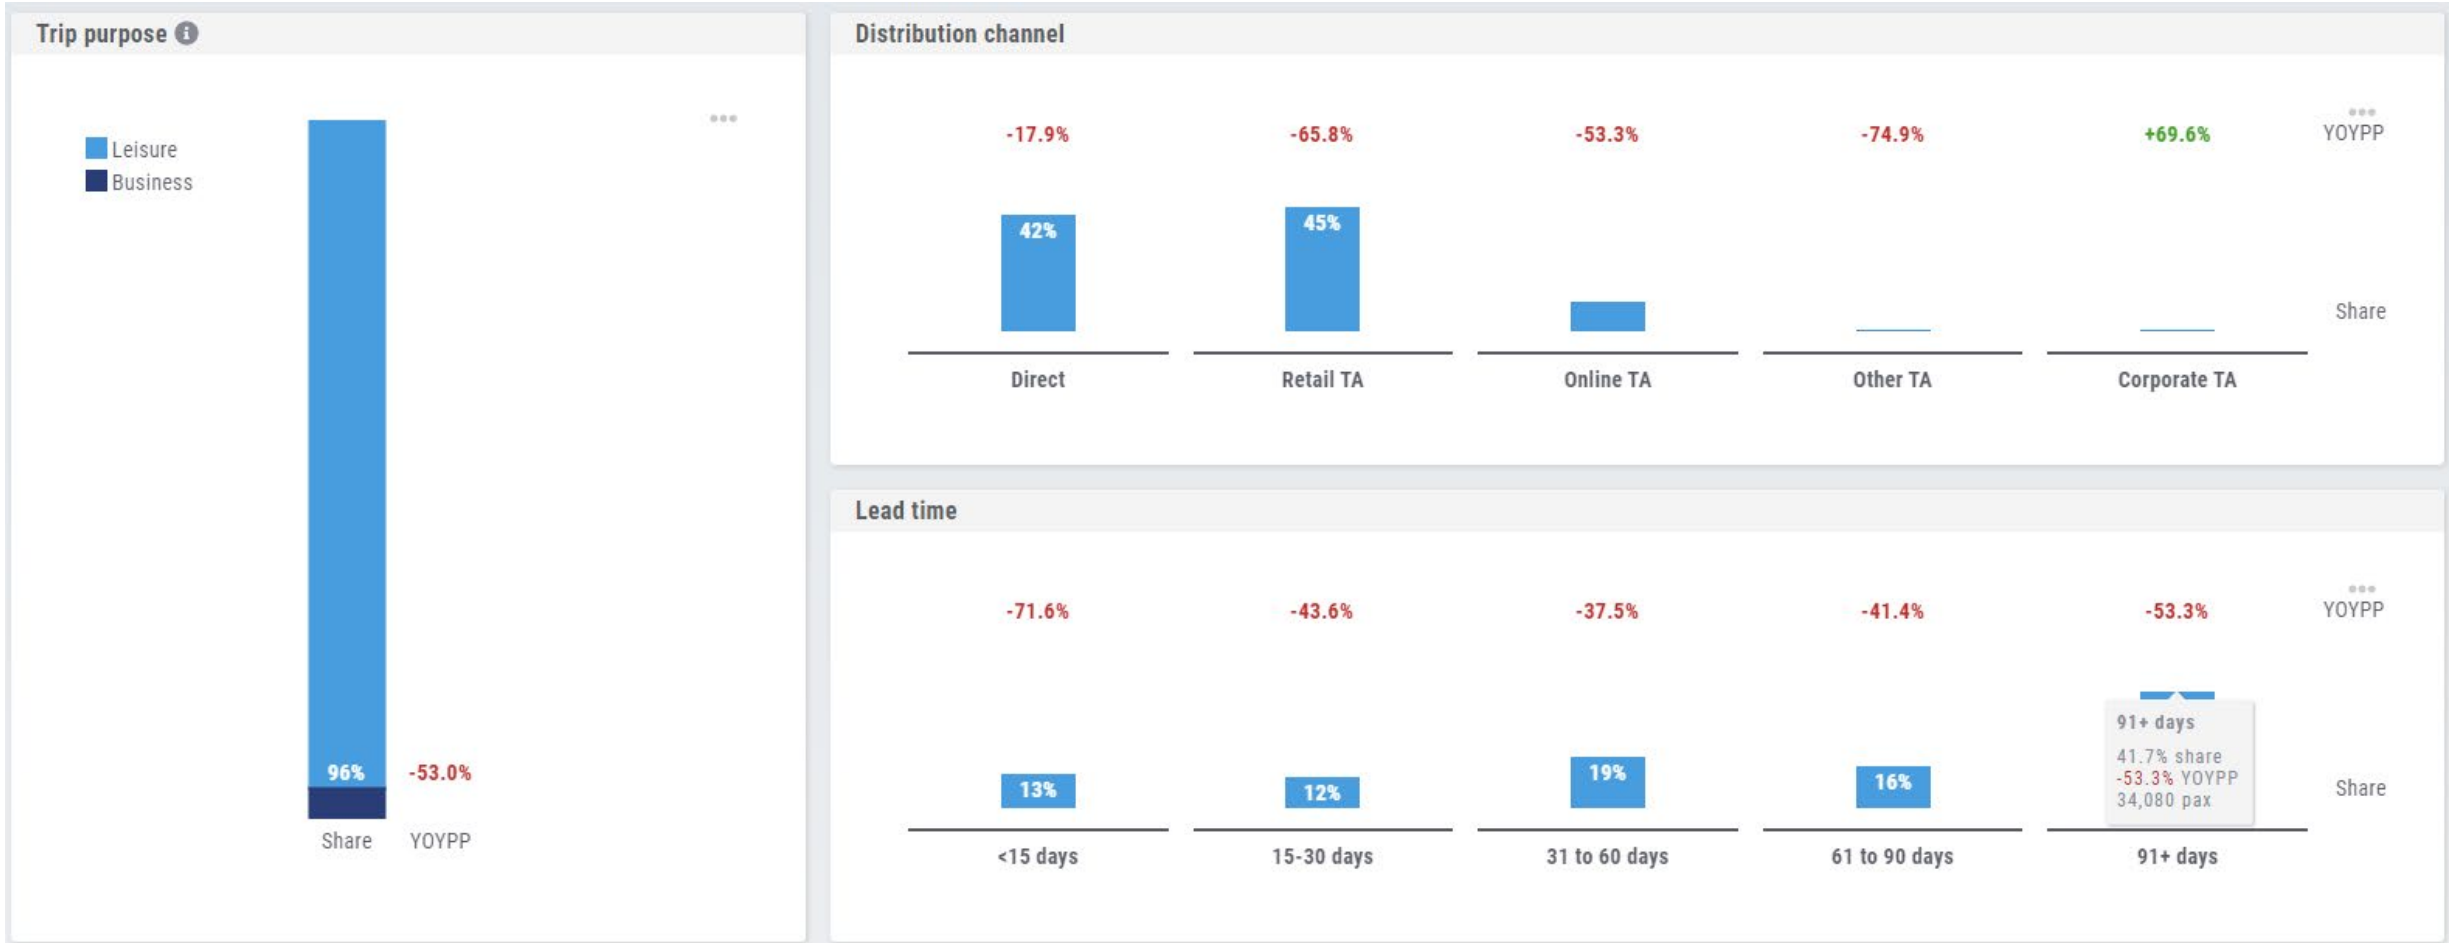 Trip purpose
Leisure
Business
96% -53.0%
Share YOYPP
Distribution channel
-17.9% -65.8% -53.3% -74.9% +69.6% YOYPP
42% 45%
Share
Direct Retail TA Online TA Other TA Corporate TA
Lead time
-71.6% -43.6% -37.5% -41.4% -53.3% YOYPP
13% 12% 19% 16%
91+ days
41.7% share
-53.3% YOYPP
34,080 pax
Share
<15 days 15-30 days 31 to 60 days 61 to 90 days 91+ days